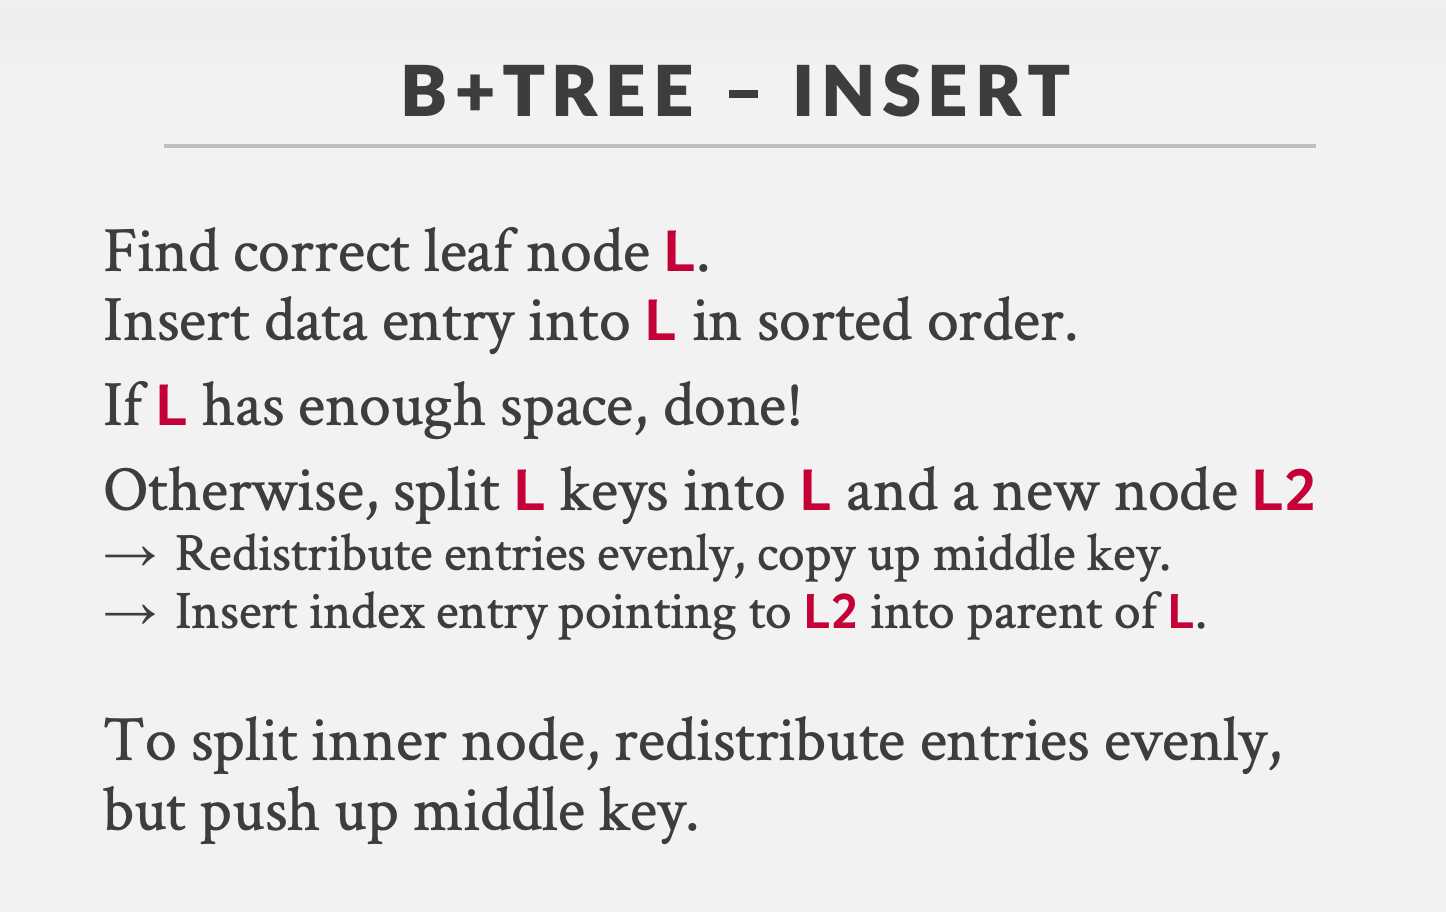 B+TREE – INSERT
Find correct leaf node L.
Insert data entry into L in sorted order.
If L has enough space, done!
Otherwise, split L keys into L and a new node L2
→ Redistribute entries evenly, copy up middle key.
→ Insert index entry pointing to L2 into parent of L.
To split inner node, redistribute entries evenly,
but push up middle key.